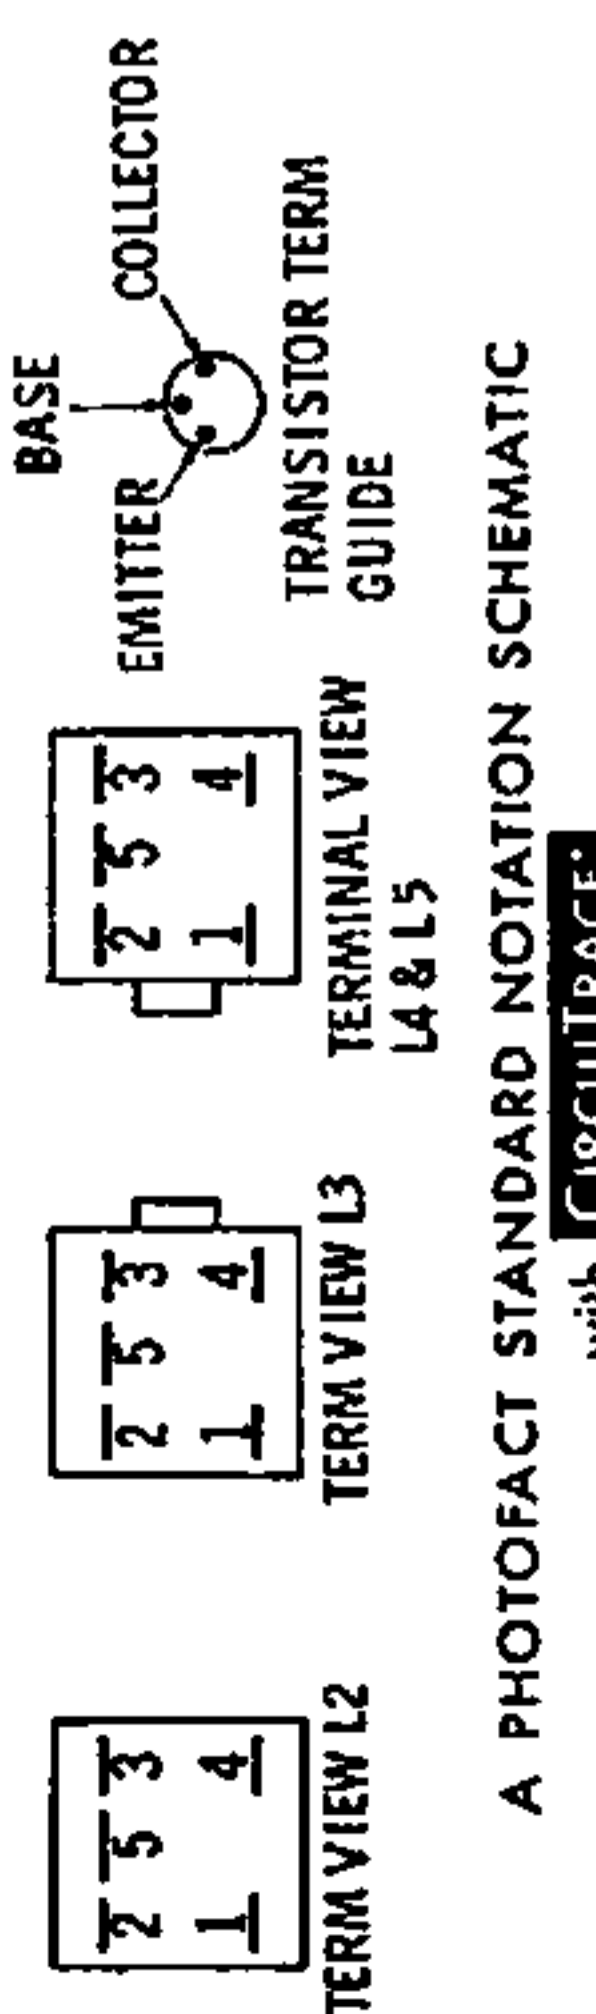 2 5 3
1 4
TERM VIEW L2
2 5 3
1 4
TERM VIEW L3
2 5 3
1 4
TERMINAL VIEW
L4 & L5
BASE
EMITTER
COLLECTOR
TRANSISTOR TERM
GUIDE
A PHOTOFACT STANDARD NOTATION SCHEMATIC
with